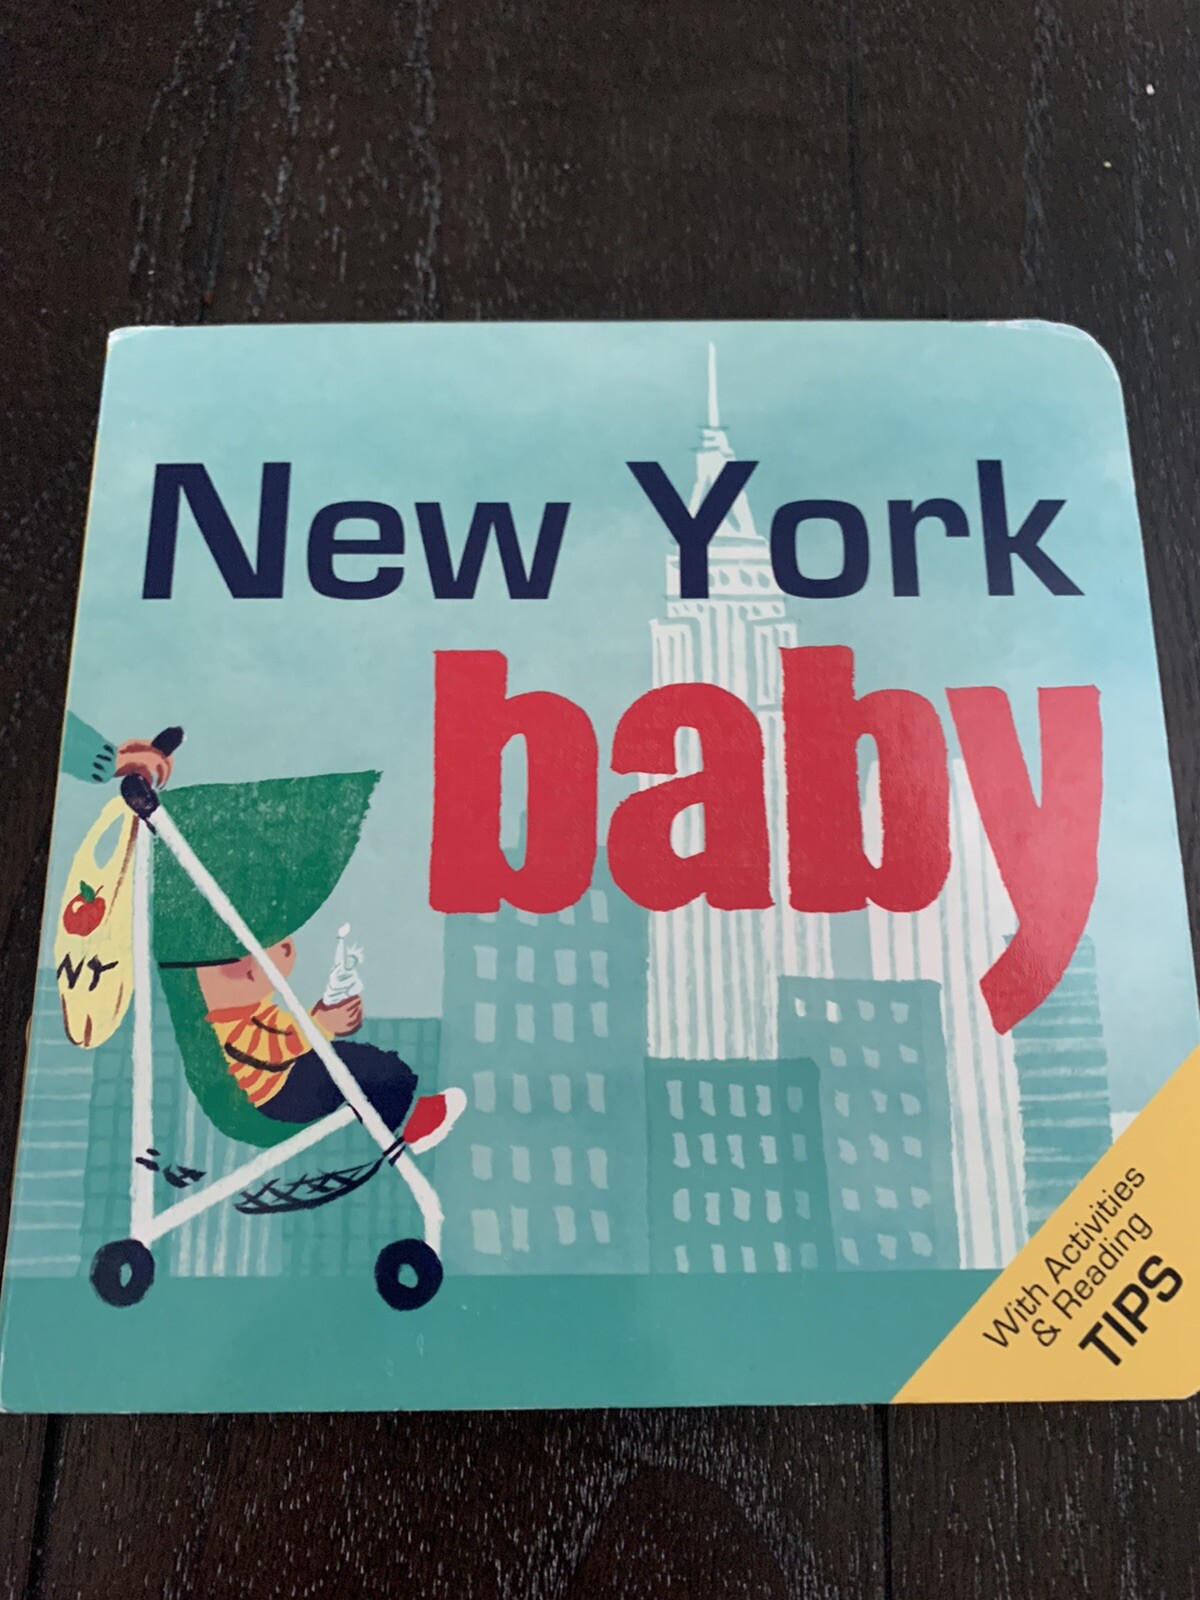 New York
baby
NY
With Activities
& Reading
TIPS